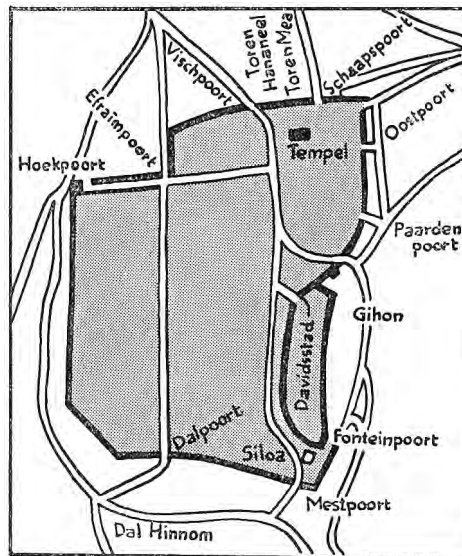 Toren
Hananeel
Toren Mea
Schaapspoort
Vischpoort
Efraimpoort
Oostpoort
Tempel
Hoekpoort
Paarden
poort
Gihon
Davidsstad
Dalpoort
Siloa
Fonteinpoort
Mestpoort
Dal Hinnom